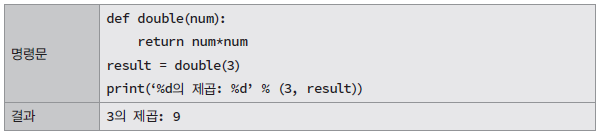 명령문
def double(num):
    return num*num
result = double(3)
print(‘%d의 제곱: %d’ % (3, result))
결과
3의 제곱: 9